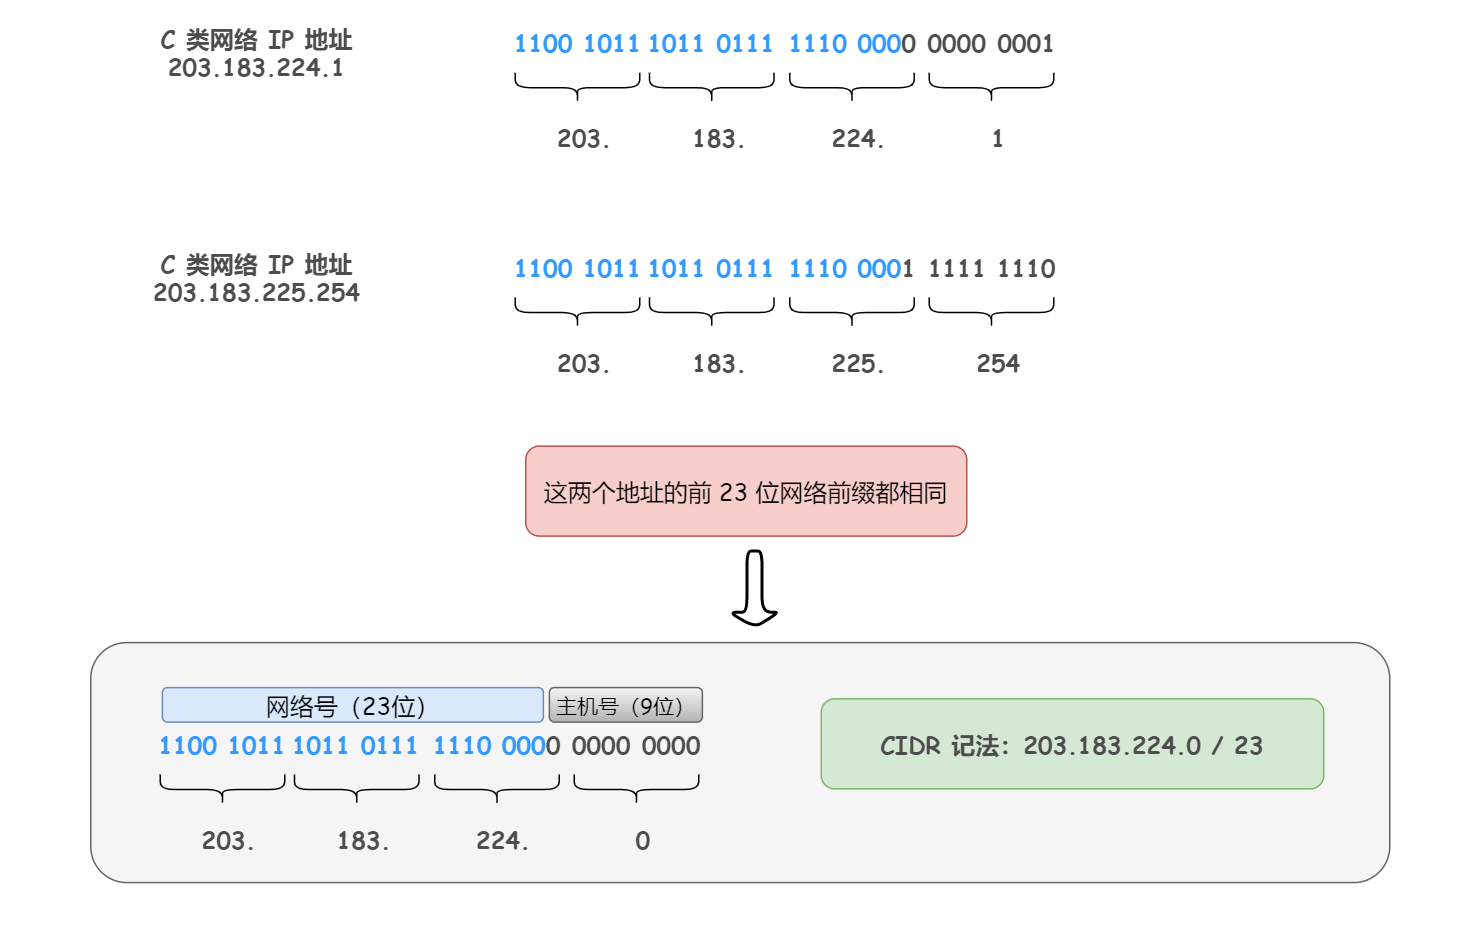 C 类网络 IP 地址
203.183.224.1
1100 1011 1011 0111 1110 0000 0000 0001
203. 183. 224. 1
C 类网络 IP 地址
203.183.225.254
1100 1011 1011 0111 1110 0001 1111 1110
203. 183. 225. 254
这两个地址的前 23 位网络前缀都相同
网络号（23位） 主机号（9位）
1100 1011 1011 0111 1110 0000 0000 0000
203. 183. 224. 0
CIDR 记法：203.183.224.0 / 23